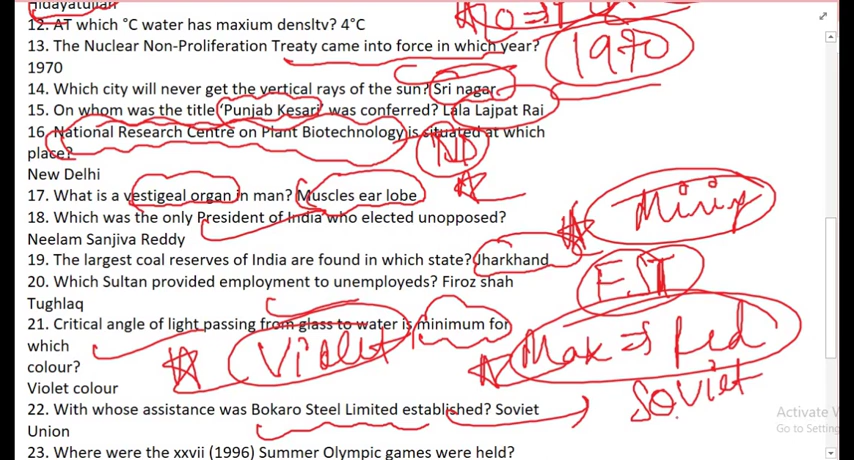 Hidayatullah
12. AT which °C water has maxium densltv? 4°C
13. The Nuclear Non-Proliferation Treaty came into force in which year?
1970
1970
14. Which city will never get the vertical rays of the sun? Sri nagar
15. On whom was the title 'Punjab Kesari' was conferred? Lala Lajpat Rai
16. National Research Centre on Plant Biotechnology is situated at which
place?
ND
New Delhi
17. What is a vestigeal organ in man? Muscles ear lobe
18. Which was the only President of India who elected unopposed?
Neelam Sanjiva Reddy
19. The largest coal reserves of India are found in which state? Jharkhand
20. Which Sultan provided employment to unemployeds? Firoz shah
F.ST
Tughlaq
21. Critical angle of light passing from glass to water is minimum for
which
Violet
Max = Red
colour?
Violet colour
Soviet
22. With whose assistance was Bokaro Steel Limited established? Soviet
Union
23. Where were the xxvii (1996) Summer Olympic games were held?
Activate
Go to Setting